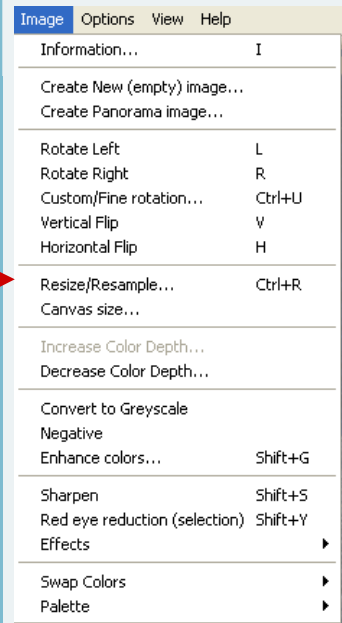 Image Options View Help
Information... I
Create New (empty) image...
Create Panorama image...
Rotate Left L
Rotate Right R
Custom/Fine rotation... Ctrl+U
Vertical Flip V
Horizontal Flip H
Resize/Resample... Ctrl+R
Canvas size...
Increase Color Depth...
Decrease Color Depth...
Convert to Greyscale
Negative
Enhance colors... Shift+G
Sharpen Shift+S
Red eye reduction (selection) Shift+Y
Effects
Swap Colors
Palette